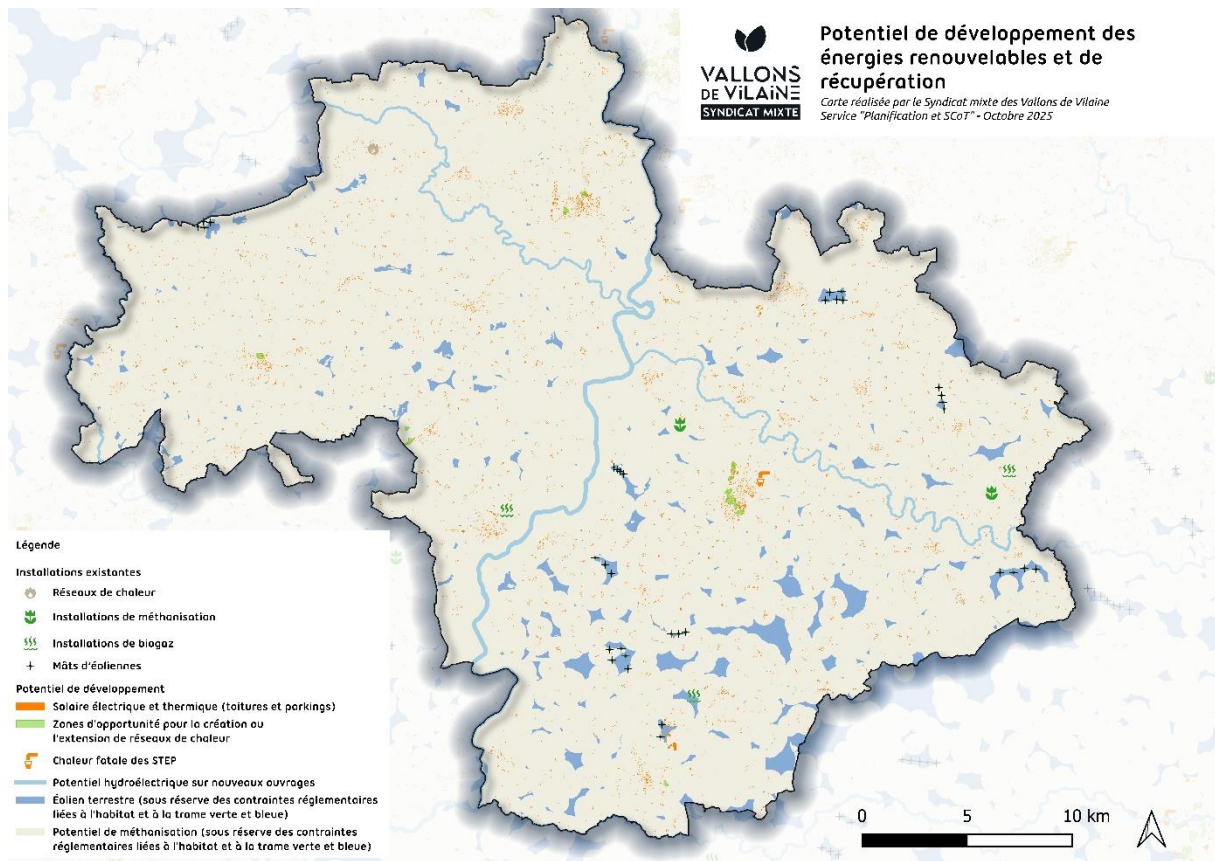 VALLONS
DE VILAINE
SYNDICAT MIXTE
Potentiel de développement des
énergies renouvelables et de
récupération
Carte réalisée par le Syndicat mixte des Vallons de Vilaine
Service "Planification et SCoT" - Octobre 2025
Légende
Installations existantes
Réseaux de chaleur
Installations de méthanisation
Installations de biogaz
Mâts d'éoliennes
Potentiel de développement
Solaire électrique et thermique (toitures et parkings)
Zones d'opportunité pour la création ou
l'extension de réseaux de chaleur
Chaleur fatale des STEP
Potentiel hydroélectrique sur nouveaux ouvrages
Éolien terrestre (sous réserve des contraintes réglementaires
liées à l'habitat et à la trame verte et bleue)
Potentiel de méthanisation (sous réserve des contraintes
réglementaires liées à l'habitat et à la trame verte et bleue)
0 5 10 km